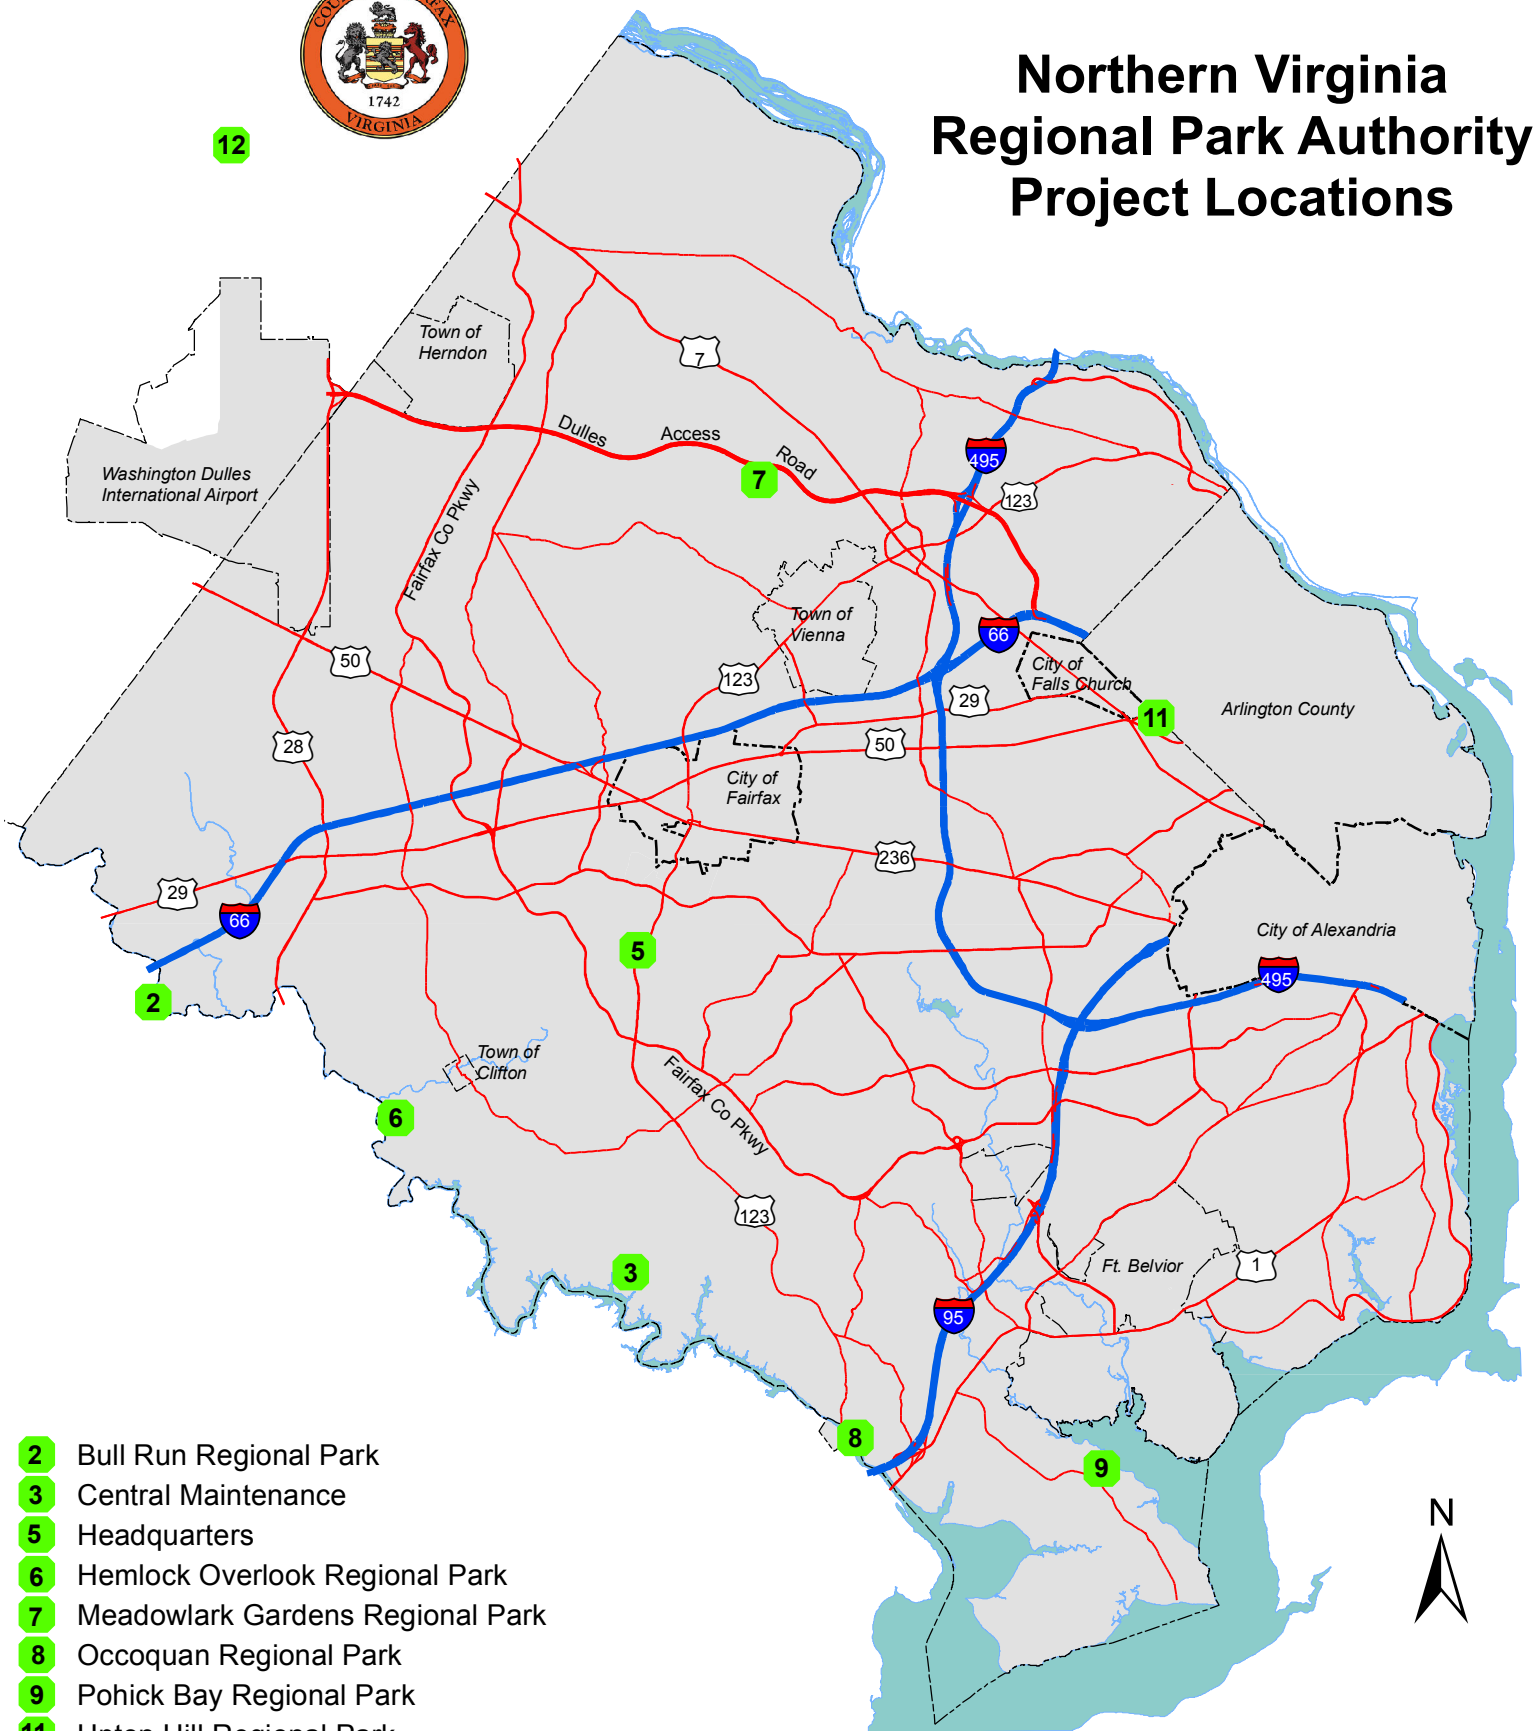 1742
VIRGINIA
Northern Virginia
Regional Park Authority
Project Locations
12
Town of
Herndon
7
Dulles
Access
Road
7
495
123
Washington Dulles
International Airport
Fairfax Co Pkwy
Town of
Vienna
66
50
123
City of
Falls Church
29
11
Arlington County
28
50
City of
Fairfax
236
29
66
City of Alexandria
5
495
2
Town of
Clifton
Fairfax Co Pkwy
6
123
Ft. Belvior
1
3
95
8
9
N
2 Bull Run Regional Park
3 Central Maintenance
5 Headquarters
6 Hemlock Overlook Regional Park
7 Meadowlark Gardens Regional Park
8 Occoquan Regional Park
9 Pohick Bay Regional Park
11 Upton Hill Regional Park